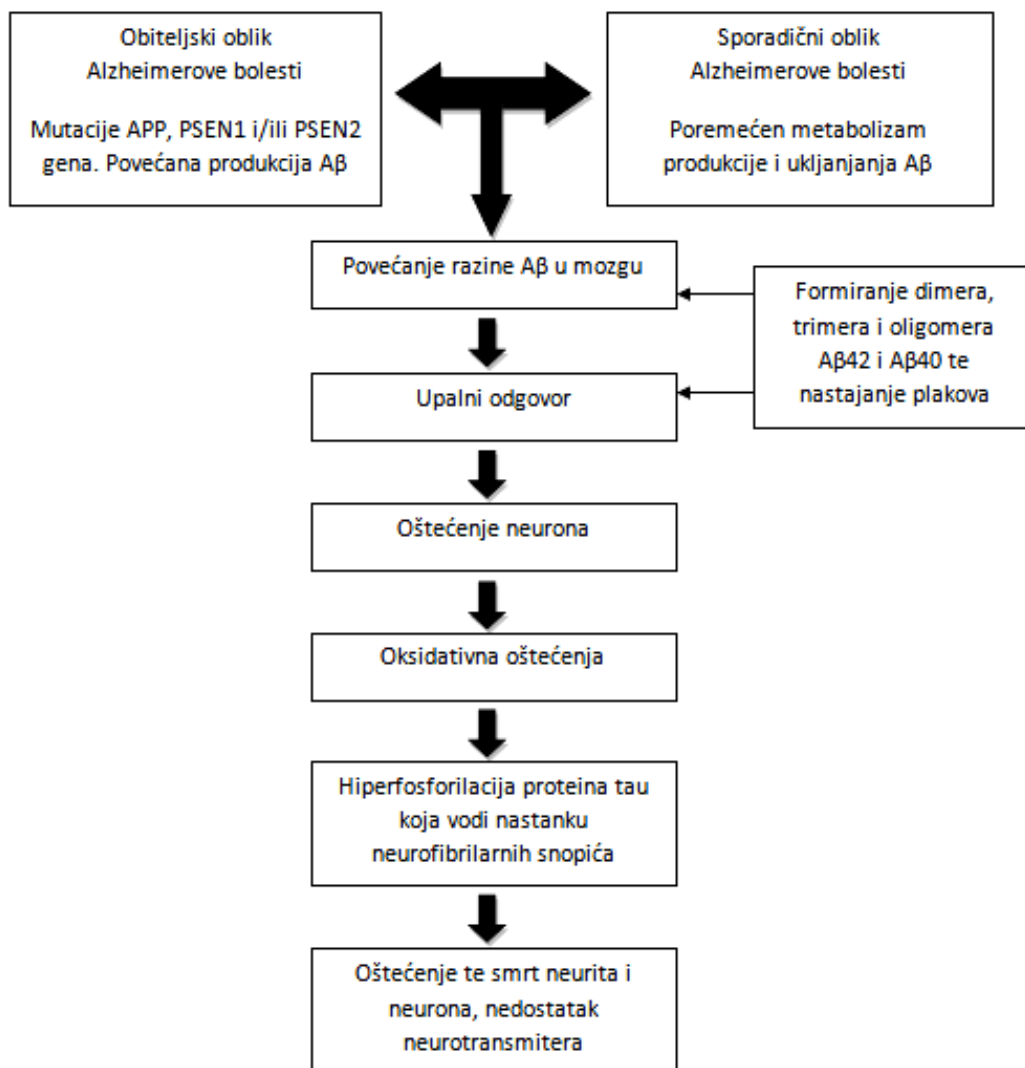 Obiteljski oblik
Alzheimerove bolesti
Mutacije APP, PSEN1 i/ili PSEN2
gena. Povećana produkcija Aβ
Sporadični oblik
Alzheimerove bolesti
Poremećen metabolizam
produkcije i ukljanjanja Aβ
Povećanje razine Aβ u mozgu
Formiranje dimera,
trimera i oligomera
Aβ42 i Aβ40 te
nastajanje plakova
Upalni odgovor
Oštećenje neurona
Oksidativna oštećenja
Hiperfosforilacija proteina tau
koja vodi nastanku
neurofibrilarnih snopića
Oštećenje te smrt neurita i
neurona, nedostatak
neurotransmitera